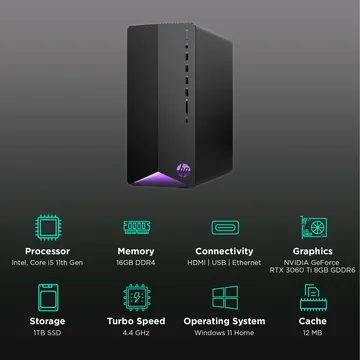 hp
Processor
Intel, Core i5 11th Gen
Memory
16GB DDR4
Connectivity
HDMI | USB | Ethernet
Graphics
NVIDIA GeForce
RTX 3060 Ti 8GB GDDR6
Storage
1TB SSD
Turbo Speed
4.4 GHz
Operating System
Windows 11 Home
Cache
12 MB